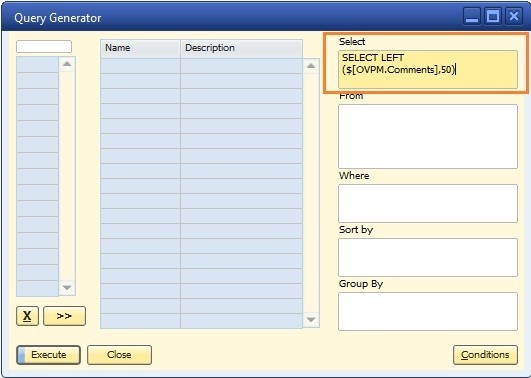 Query Generator
Name
Description
Select
SELECT LEFT
($[OVPM.Comments],50)
From
Where
Sort by
Group By
X
>>
Execute
Close
Conditions